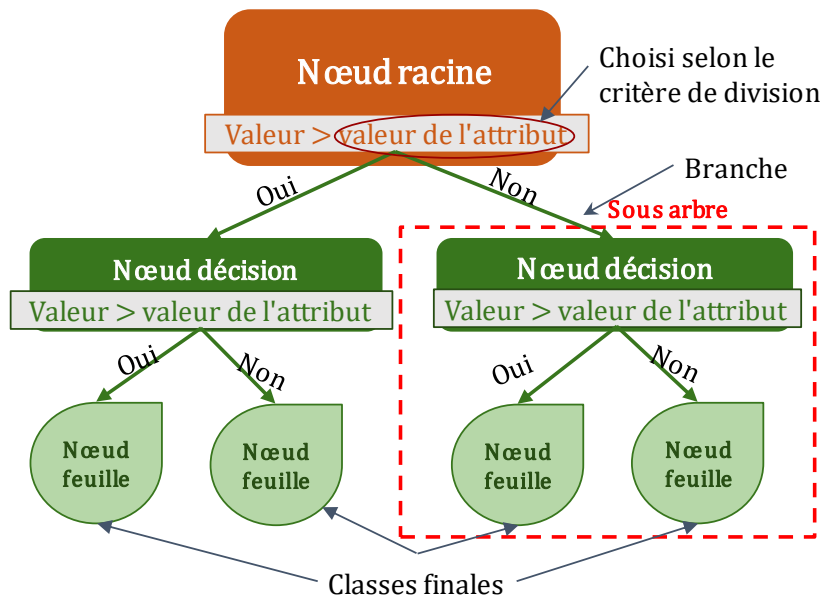 Nœud racine
Choisi selon le
critère de division
Valeur > valeur de l'attribut
Branche
Oui
Non
Sous arbre
Nœud décision
Valeur > valeur de l'attribut
Nœud décision
Valeur > valeur de l'attribut
Oui
Non
Oui
Non
Nœud
feuille
Nœud
feuille
Nœud
feuille
Nœud
feuille
Classes finales